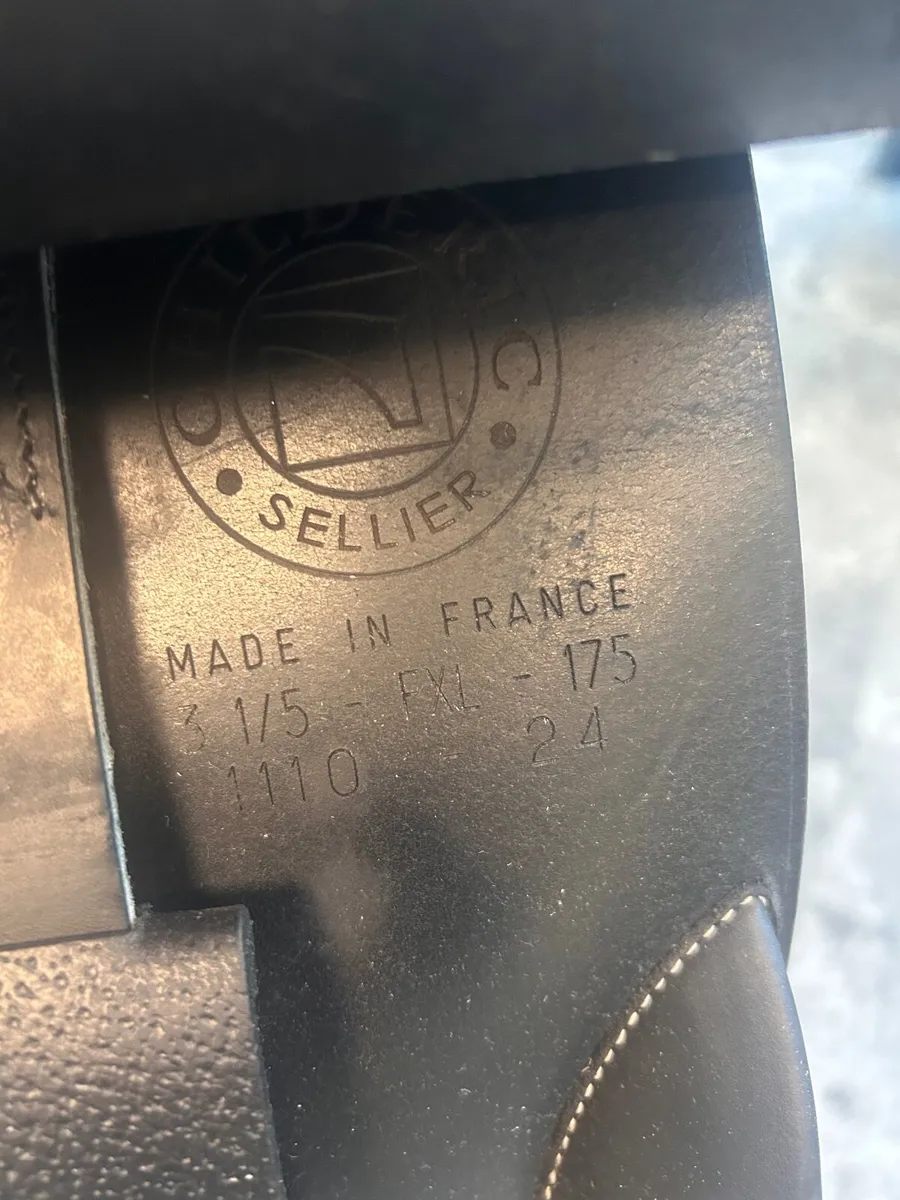 CHILDERIC
SELLIER
MADE IN FRANCE
3 1/5 - FXL - 175
1110 - 24